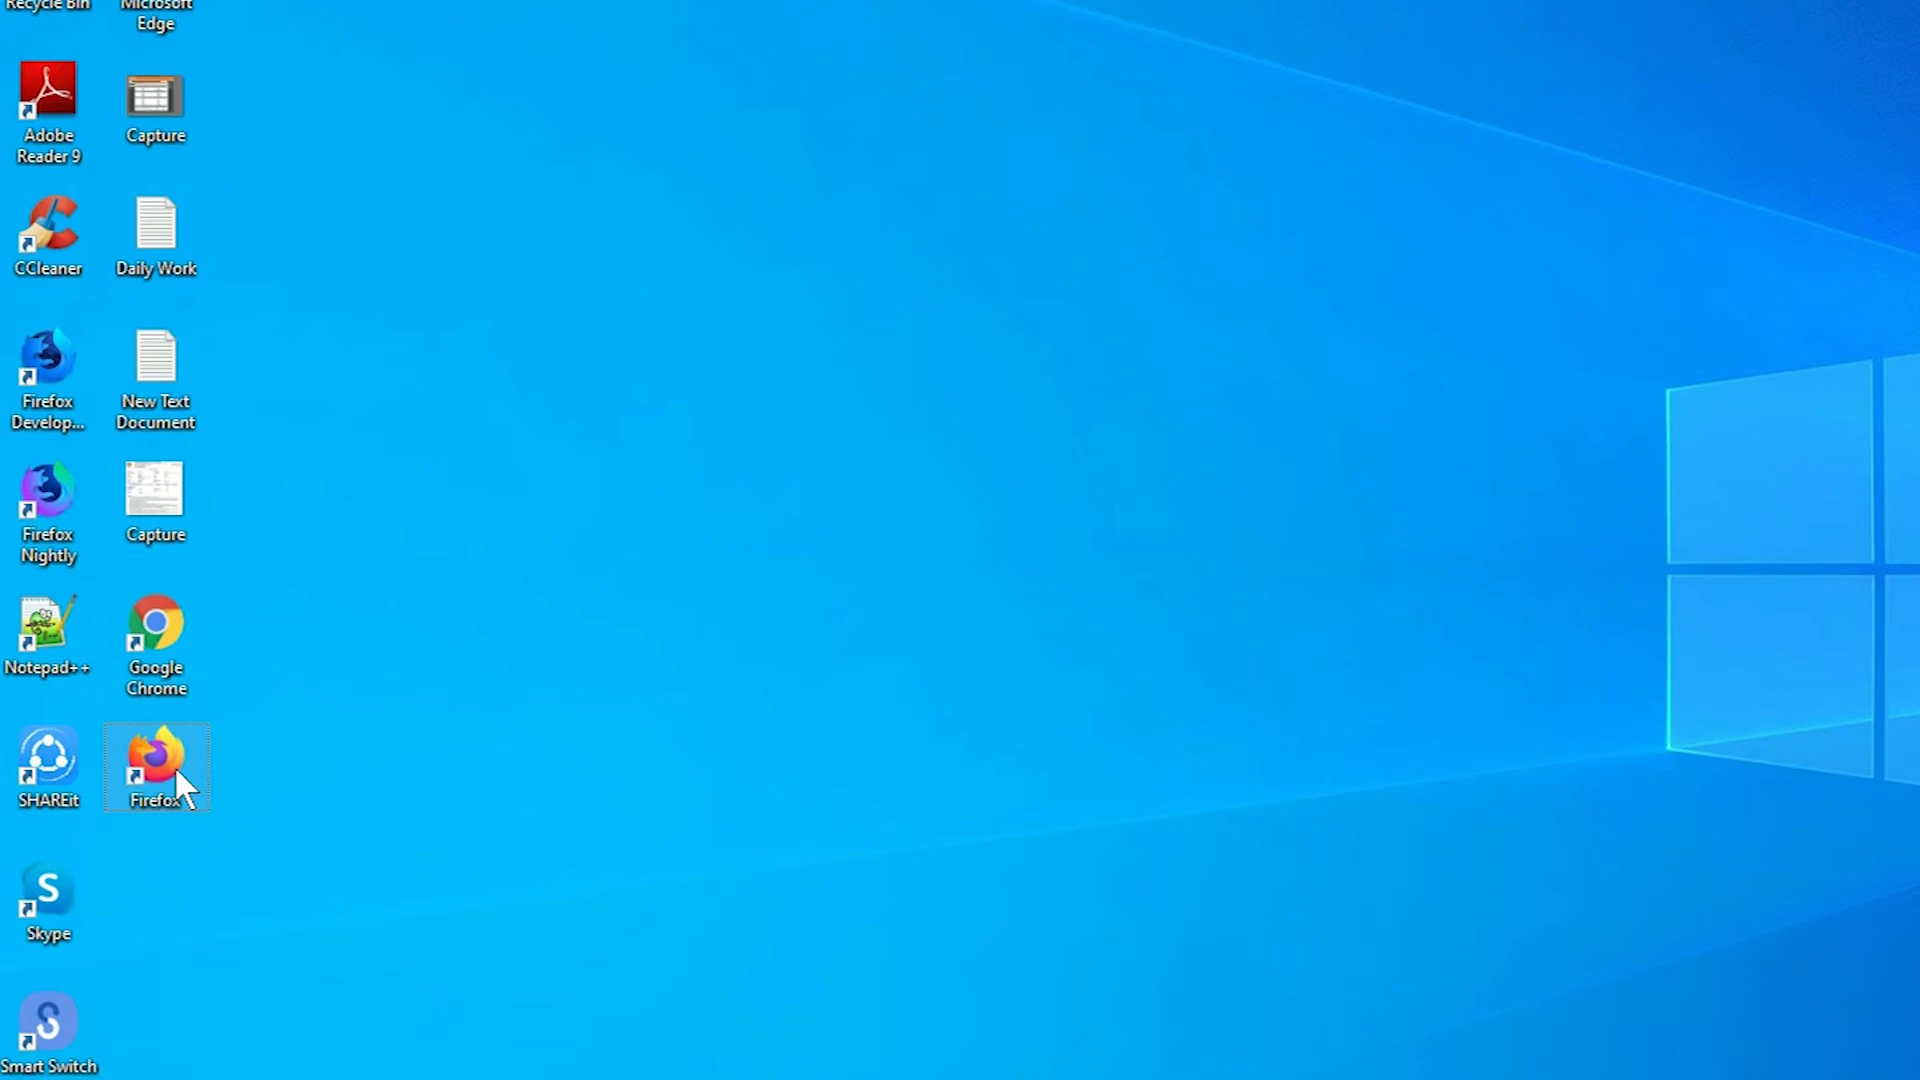 Recycle Bin
Microsoft
Edge
Adobe
Reader 9
Capture
CCleaner
Daily Work
Firefox
Develop...
New Text
Document
Firefox
Nightly
Capture
Notepad++
Google
Chrome
SHAREit
Firefox
Skype
Smart Switch